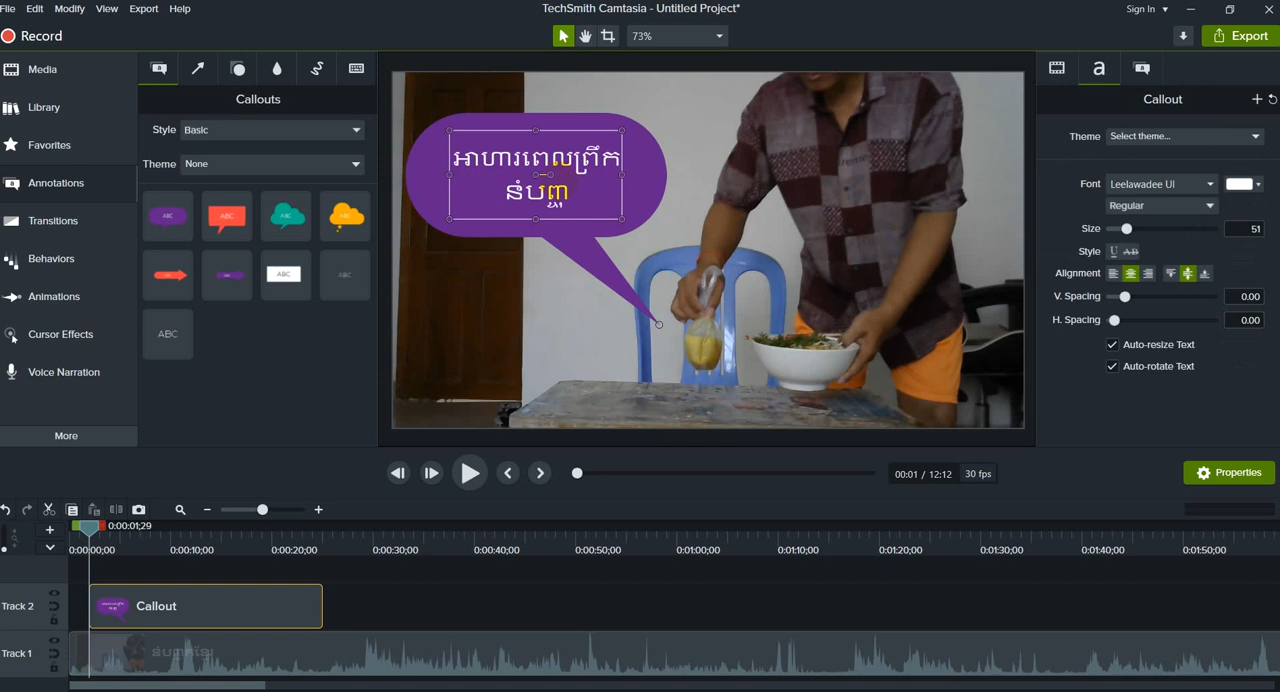 File Edit Modify View Export Help
TechSmith Camtasia - Untitled Project*
Sign In
Record
73%
Export
Media
Library
Favorites
Annotations
Transitions
Behaviors
Animations
Cursor Effects
Voice Narration
More
Callouts
Style Basic
Theme None
ABC ABC ABC ABC
ABC ABC
ABC
អាហារពេលព្រឹក
នំបញ្ចុ
a
Callout
Theme Select theme...
Font Leelawadee UI
Regular
Size 51
Style U AB
Alignment
V. Spacing 0.00
H. Spacing 0.00
Auto-resize Text
Auto-rotate Text
00:01 / 12:12 30 fps
Properties
0:00:01;29
0:00:00;00 0:00:10;00 0:00:20;00 0:00:30;00 0:00:40;00 0:00:50;00 0:01:00;00 0:01:10;00 0:01:20;00 0:01:30;00 0:01:40;00 0:01:50;00
Track 2 Callout
Track 1